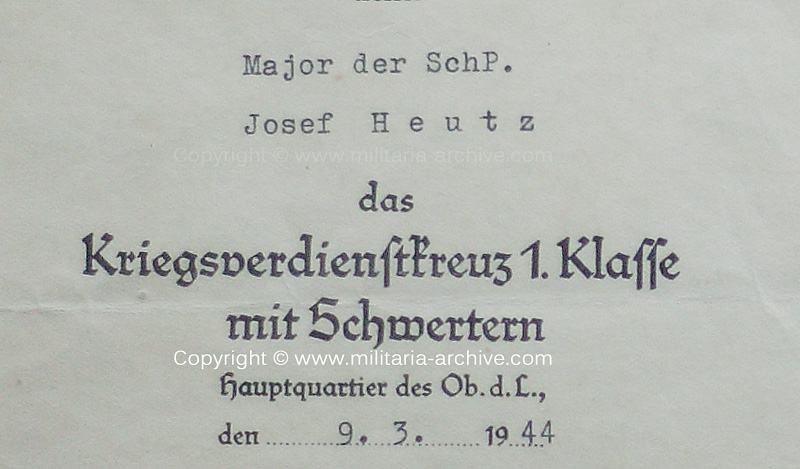 Major der SchP.
Josef H e u t z
Copyright © www.militaria-archive.com
das
Kriegsverdienstkreuz 1. Klasse
mit Schwertern
Copyright © www.militaria-archive.com
Hauptquartier des Ob.d.L.,
den ........ 9. 3. ........ 1944